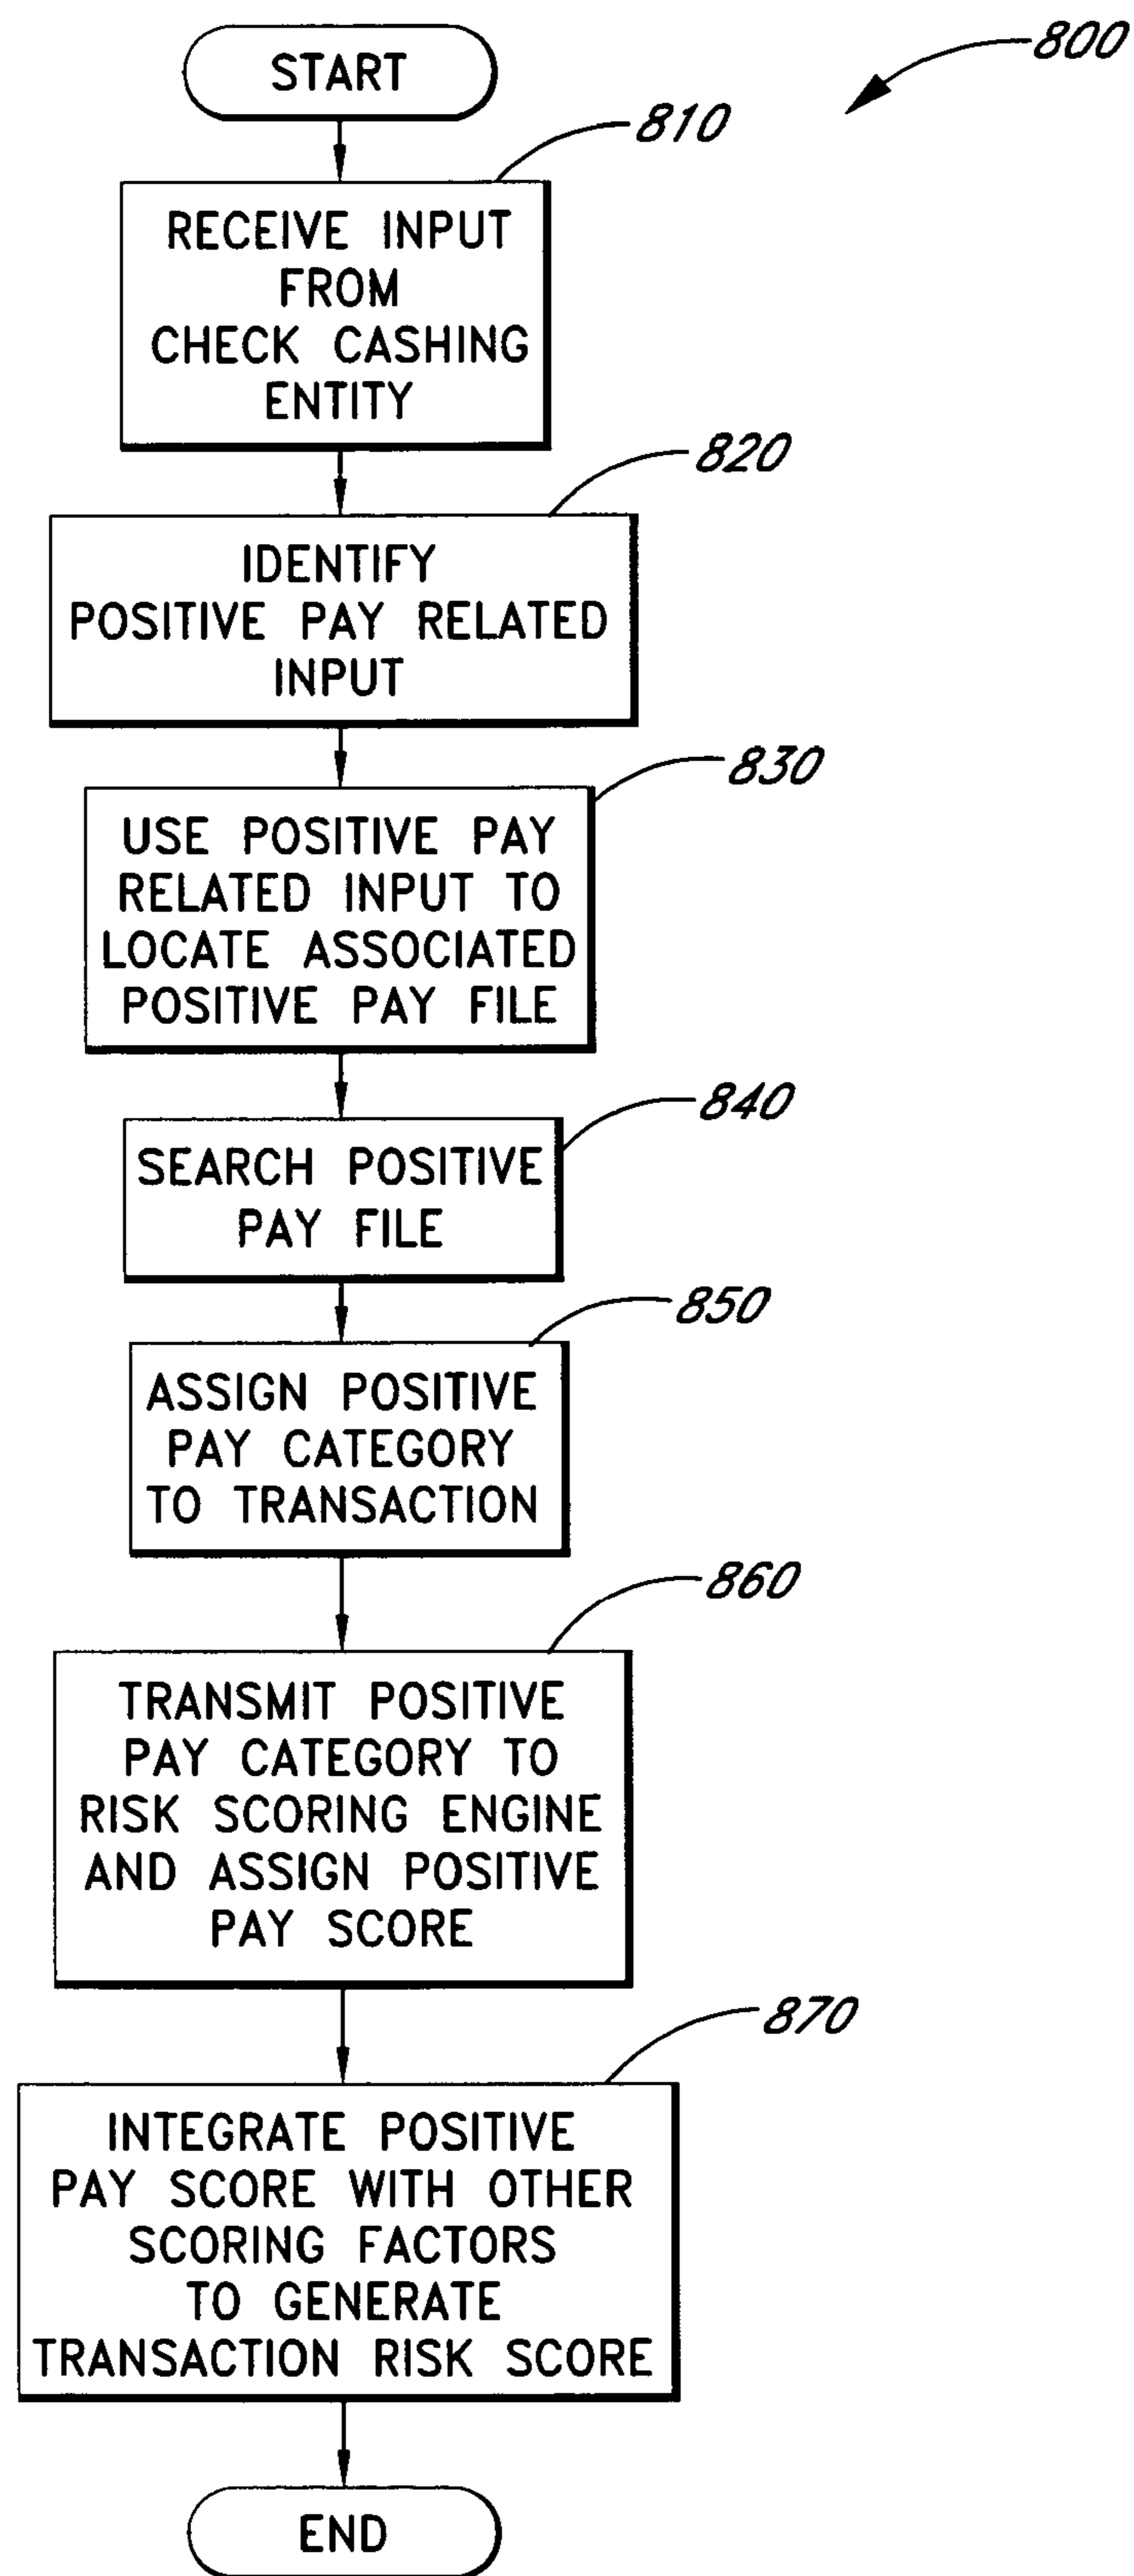 START
800
810
RECEIVE INPUT
FROM
CHECK CASHING
ENTITY
820
IDENTIFY
POSITIVE PAY RELATED
INPUT
830
USE POSITIVE PAY
RELATED INPUT TO
LOCATE ASSOCIATED
POSITIVE PAY FILE
840
SEARCH POSITIVE
PAY FILE
850
ASSIGN POSITIVE
PAY CATEGORY
TO TRANSACTION
860
TRANSMIT POSITIVE
PAY CATEGORY TO
RISK SCORING ENGINE
AND ASSIGN POSITIVE
PAY SCORE
870
INTEGRATE POSITIVE
PAY SCORE WITH OTHER
SCORING FACTORS
TO GENERATE
TRANSACTION RISK SCORE
END